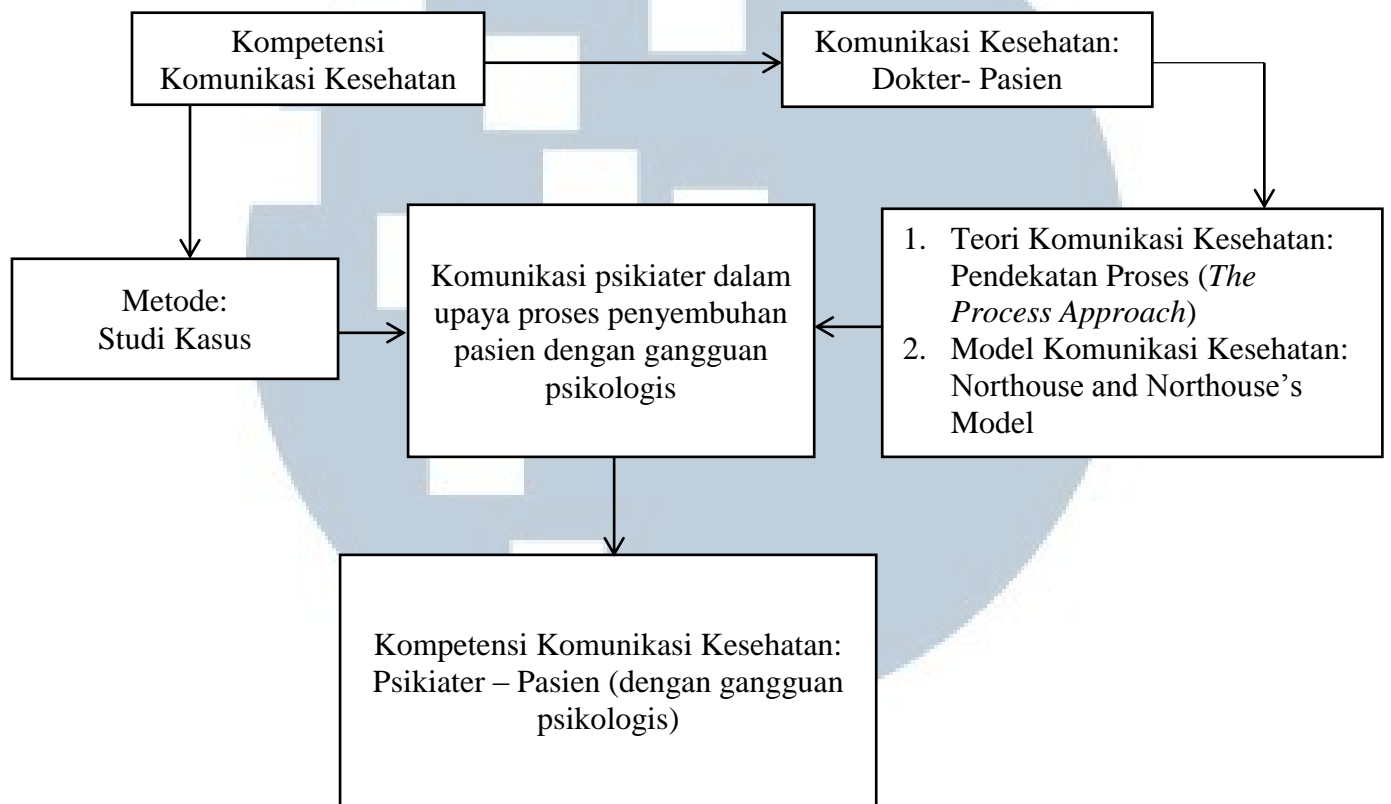 Kompetensi
Komunikasi Kesehatan
Komunikasi Kesehatan:
Dokter- Pasien
Metode:
Studi Kasus
Komunikasi psikiater dalam
upaya proses penyembuhan
pasien dengan gangguan
psikologis
1. Teori Komunikasi Kesehatan:
Pendekatan Proses (The
Process Approach)
2. Model Komunikasi Kesehatan:
Northouse and Northouse’s
Model
Kompetensi Komunikasi Kesehatan:
Psikiater – Pasien (dengan gangguan
psikologis)